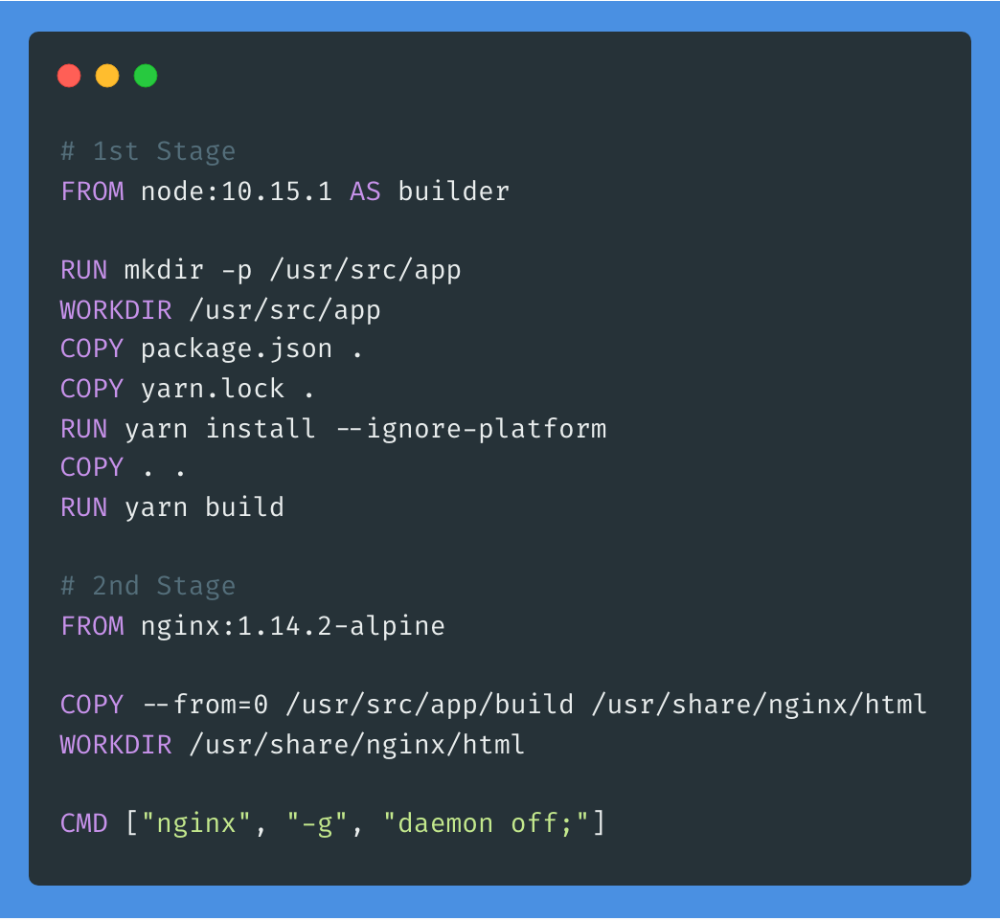 # 1st Stage
FROM node:10.15.1 AS builder
RUN mkdir -p /usr/src/app
WORKDIR /usr/src/app
COPY package.json .
COPY yarn.lock .
RUN yarn install --ignore-platform
COPY . .
RUN yarn build
# 2nd Stage
FROM nginx:1.14.2-alpine
COPY --from=0 /usr/src/app/build /usr/share/nginx/html
WORKDIR /usr/share/nginx/html
CMD ["nginx", "-g", "daemon off;"]